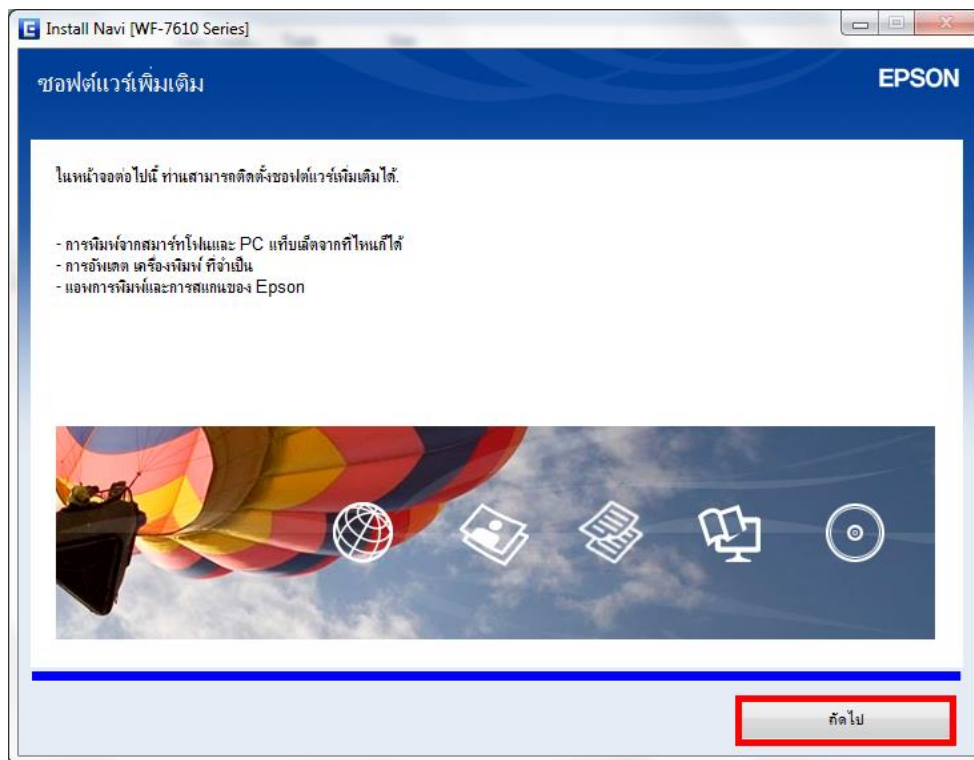 Install Navi [WF-7610 Series]
ซอฟต์แวร์เพิ่มเติม
EPSON
ในหน้าจอต่อไปนี้ ท่านสามารถติดตั้งซอฟต์แวร์เพิ่มเติมได้.
- การพิมพ์จากสมาร์ทโฟนและ PC แท็บเล็ตจากที่ไหนก็ได้
- การอัพเดต เครื่องพิมพ์ ที่จำเป็น
- แอพการพิมพ์และการสแกนของ Epson
ถัดไป